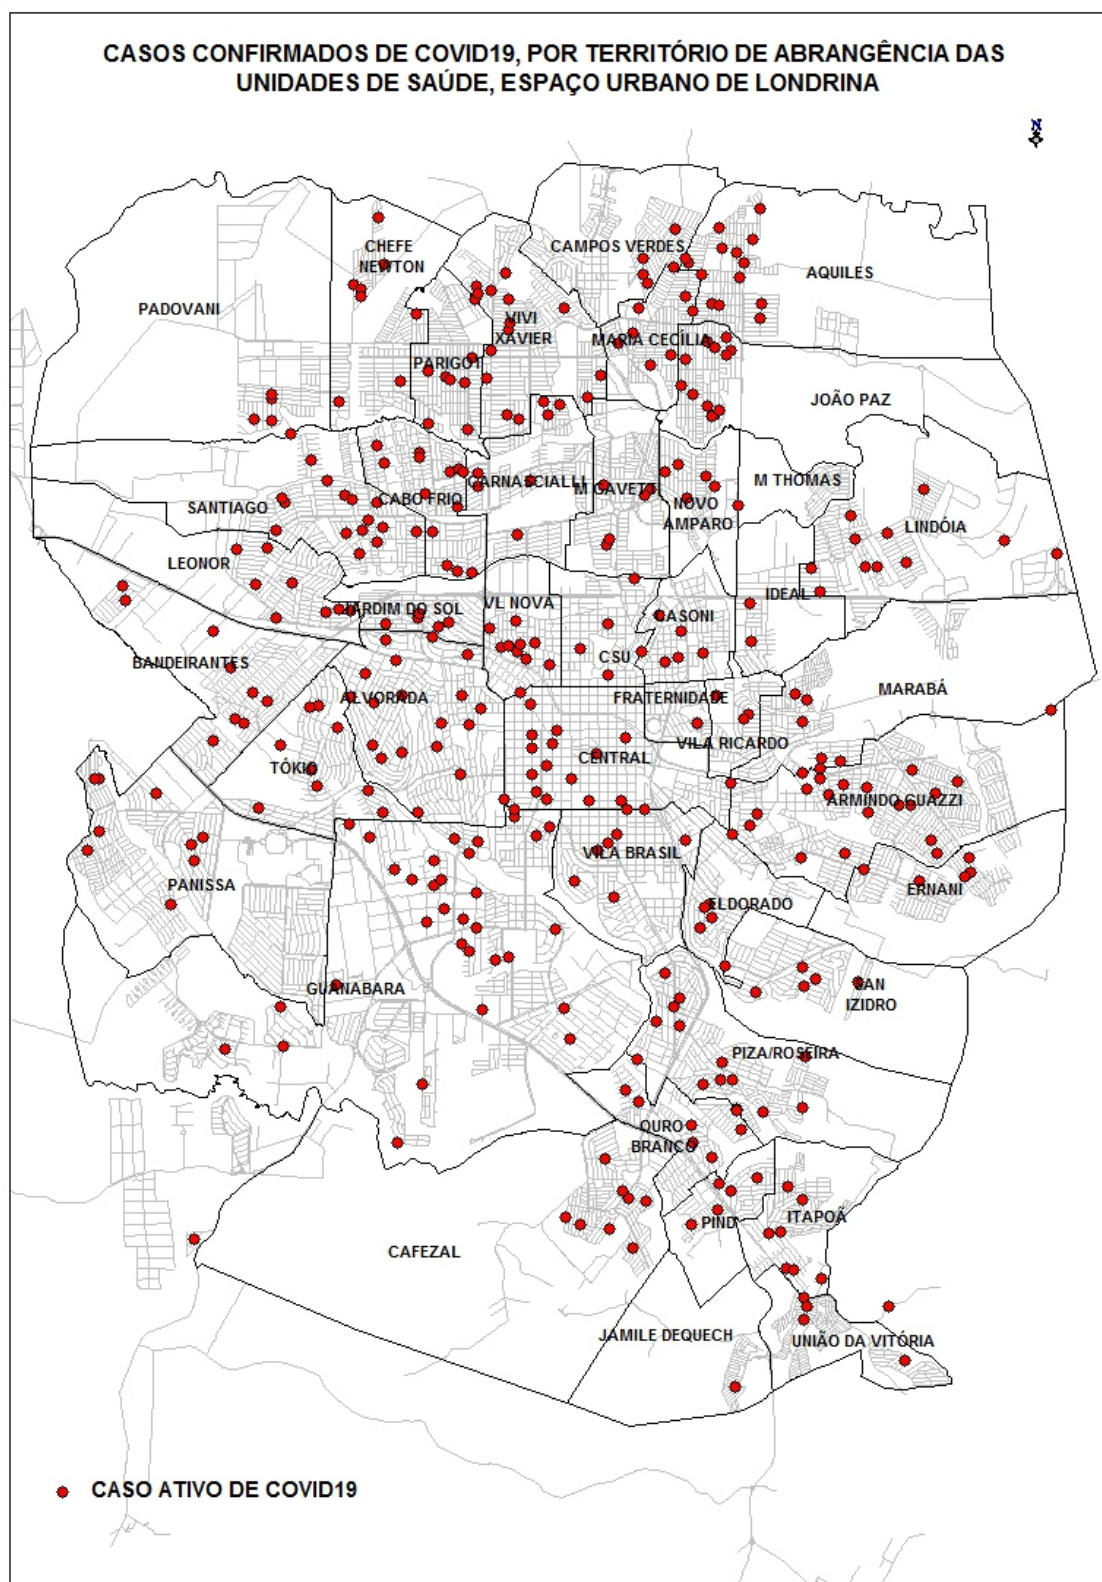 CASOS CONFIRMADOS DE COVID19, POR TERRITÓRIO DE ABRANGÊNCIA DAS
UNIDADES DE SAÚDE, ESPAÇO URBANO DE LONDRINA
N
CHEFE
NEWTON
CAMPOS VERDES
AQUILES
PADOVANI
VIVI
XAVIER
MARIA CECÍLIA
PARIGOT
JOÃO PAZ
SANTIAGO
CABO FRIO
CARNASCIALLI
M GAVETI
NOVO
AMPARO
M THOMAS
LINDÓIA
LEONOR
JARDIM DO SOL
VL NOVA
CASONI
IDEAL
BANDEIRANTES
CSU
ALVORADA
FRATERNIDADE
MARABÁ
TÓKIO
CENTRAL
VILA RICARDO
ARMINDO GUAZZI
PANISSA
VILA BRASIL
ELDORADO
ERNANI
GUANABARA
SAN
IZIDRO
PIZA/ROSEIRA
OURO
BRANCO
CAFEZAL
PIND
ITAPOÃ
JAMILE DEQUECH
UNIÃO DA VITÓRIA
CASO ATIVO DE COVID19